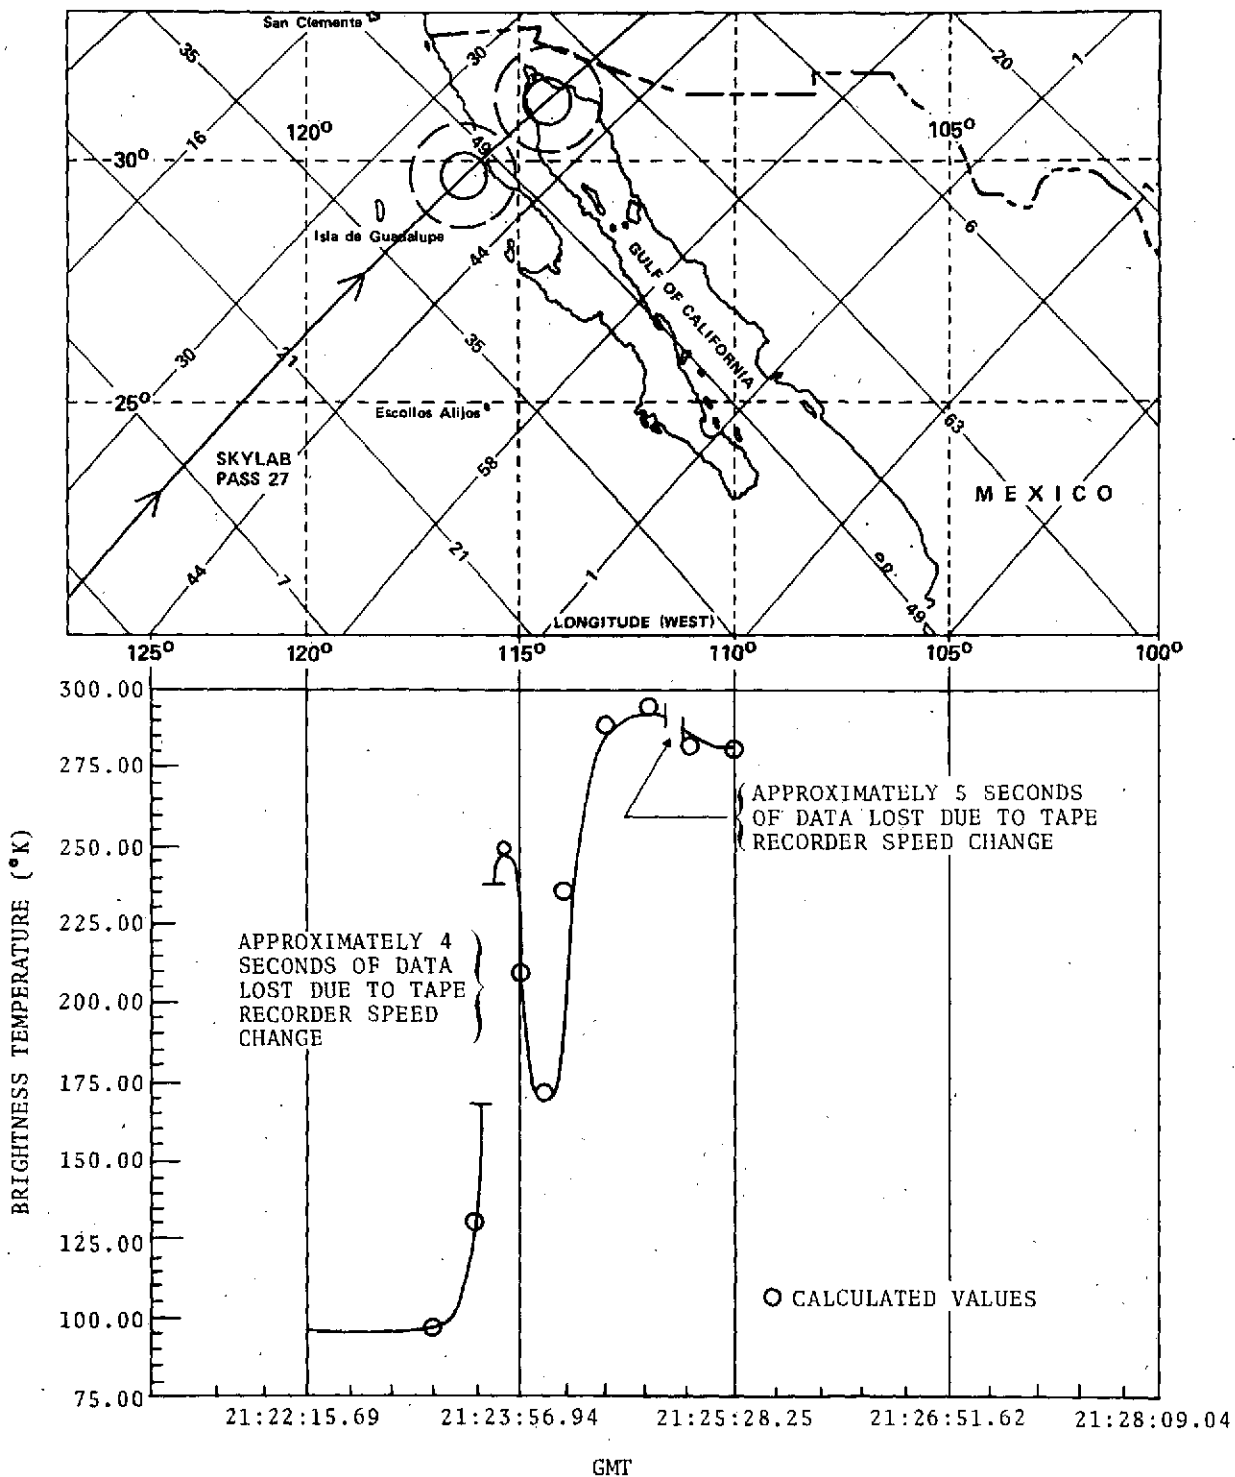 San Clemente
35
30
20
1
16
120°
49
105°
30°
Isla de Guadalupe
44
6
GULF OF CALIFORNIA
30
21
35
25°
Escollos Alijos
63
SKYLAB
PASS 27
58
MEXICO
44
7
21
1
49
LONGITUDE (WEST)
125° 120° 115° 110° 105° 100°
300.00
275.00
250.00
225.00
200.00
175.00
150.00
125.00
100.00
75.00
BRIGHTNESS TEMPERATURE (°K)
APPROXIMATELY 5 SECONDS
OF DATA LOST DUE TO TAPE
RECORDER SPEED CHANGE
APPROXIMATELY 4
SECONDS OF DATA
LOST DUE TO TAPE
RECORDER SPEED
CHANGE
CALCULATED VALUES
21:22:15.69 21:23:56.94 21:25:28.25 21:26:51.62 21:28:09.04
GMT